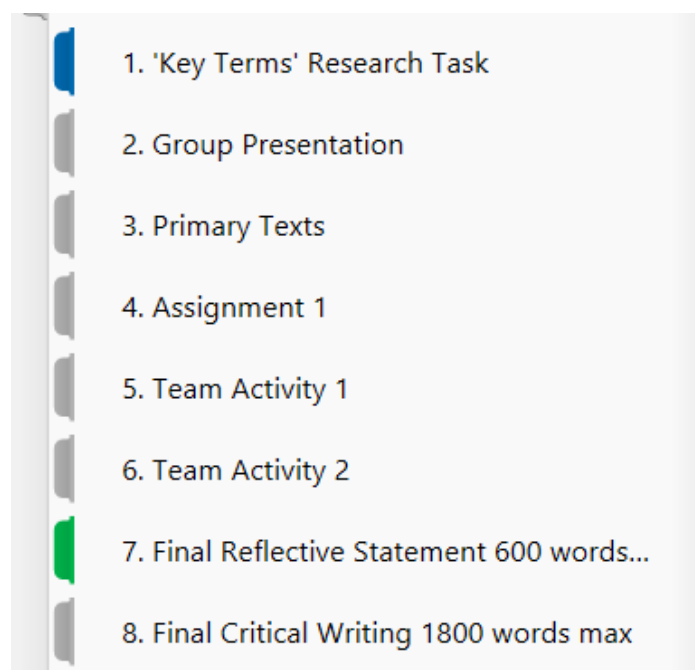 1. 'Key Terms' Research Task
2. Group Presentation
3. Primary Texts
4. Assignment 1
5. Team Activity 1
6. Team Activity 2
7. Final Reflective Statement 600 words...
8. Final Critical Writing 1800 words max